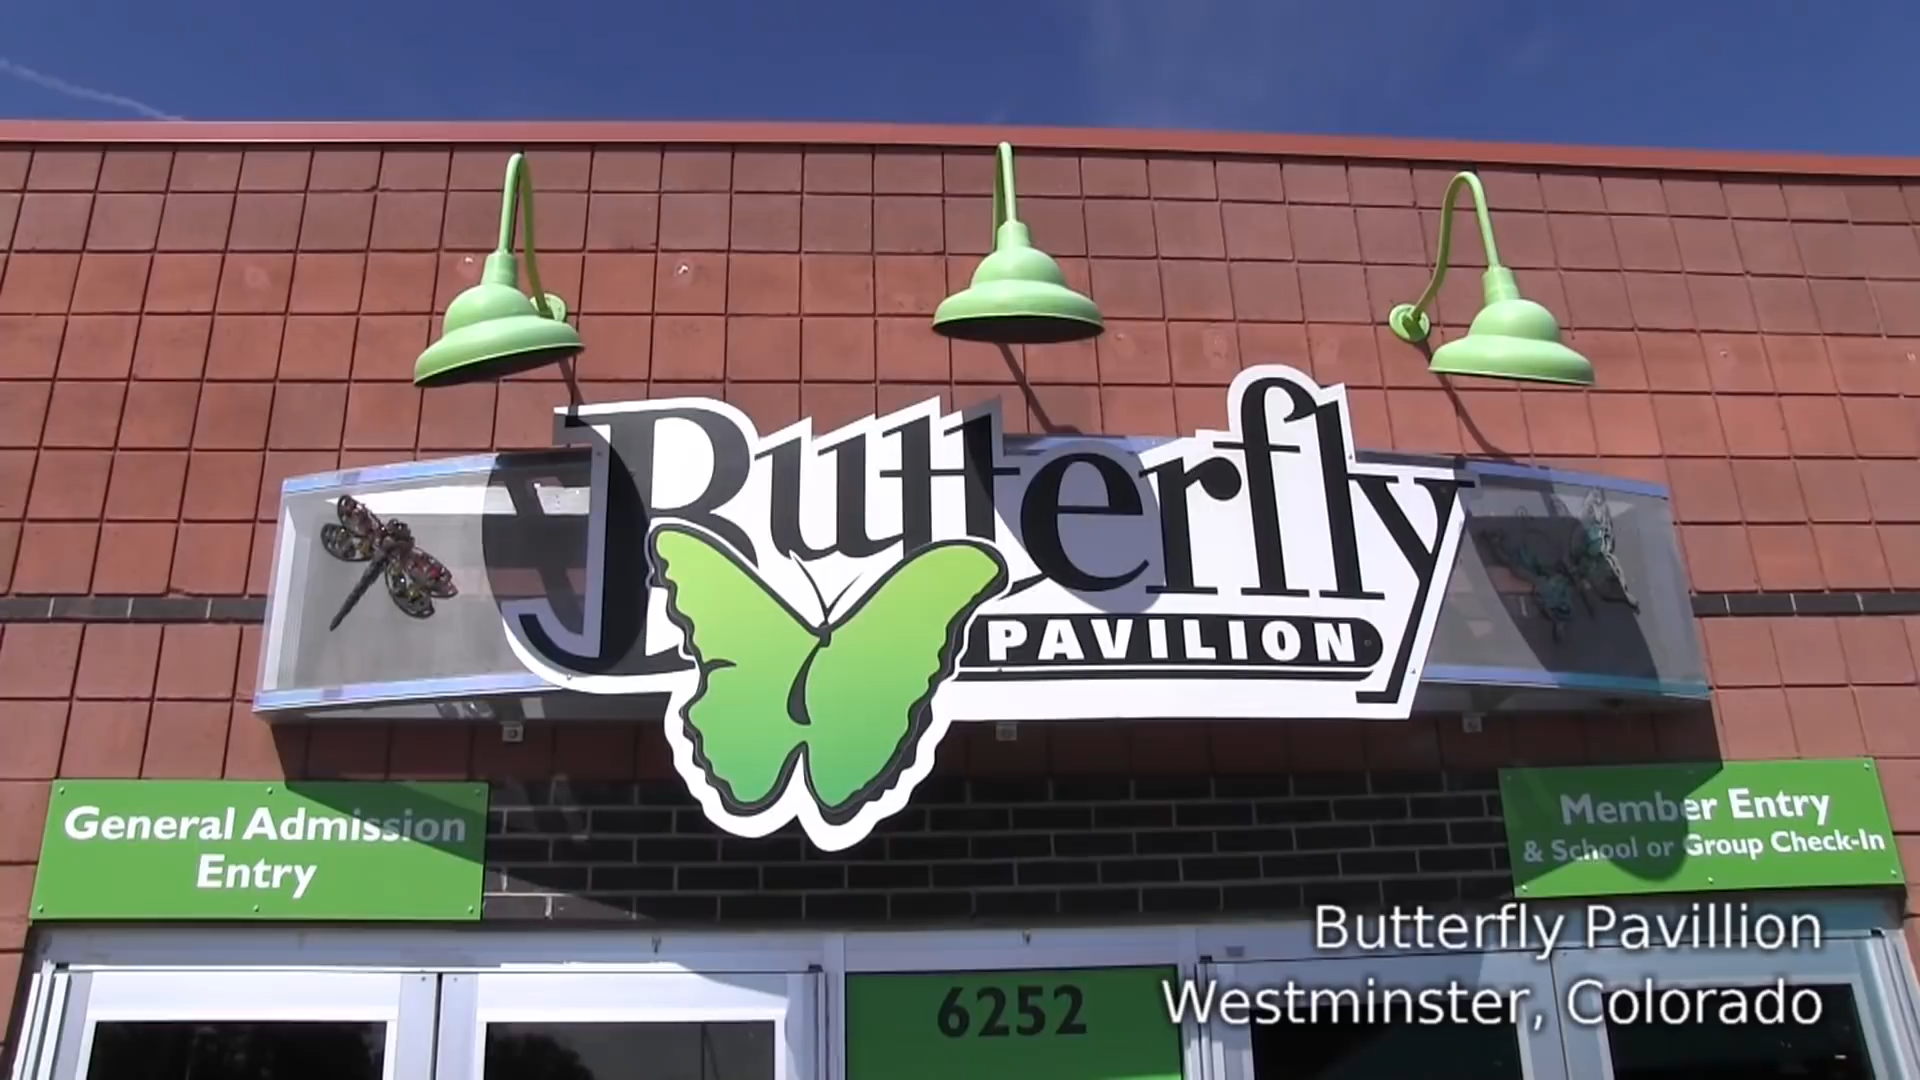 Butterfly
PAVILION
General Admission
Entry
Member Entry
& School or Group Check-In
6252
Butterfly Pavillion
Westminster, Colorado